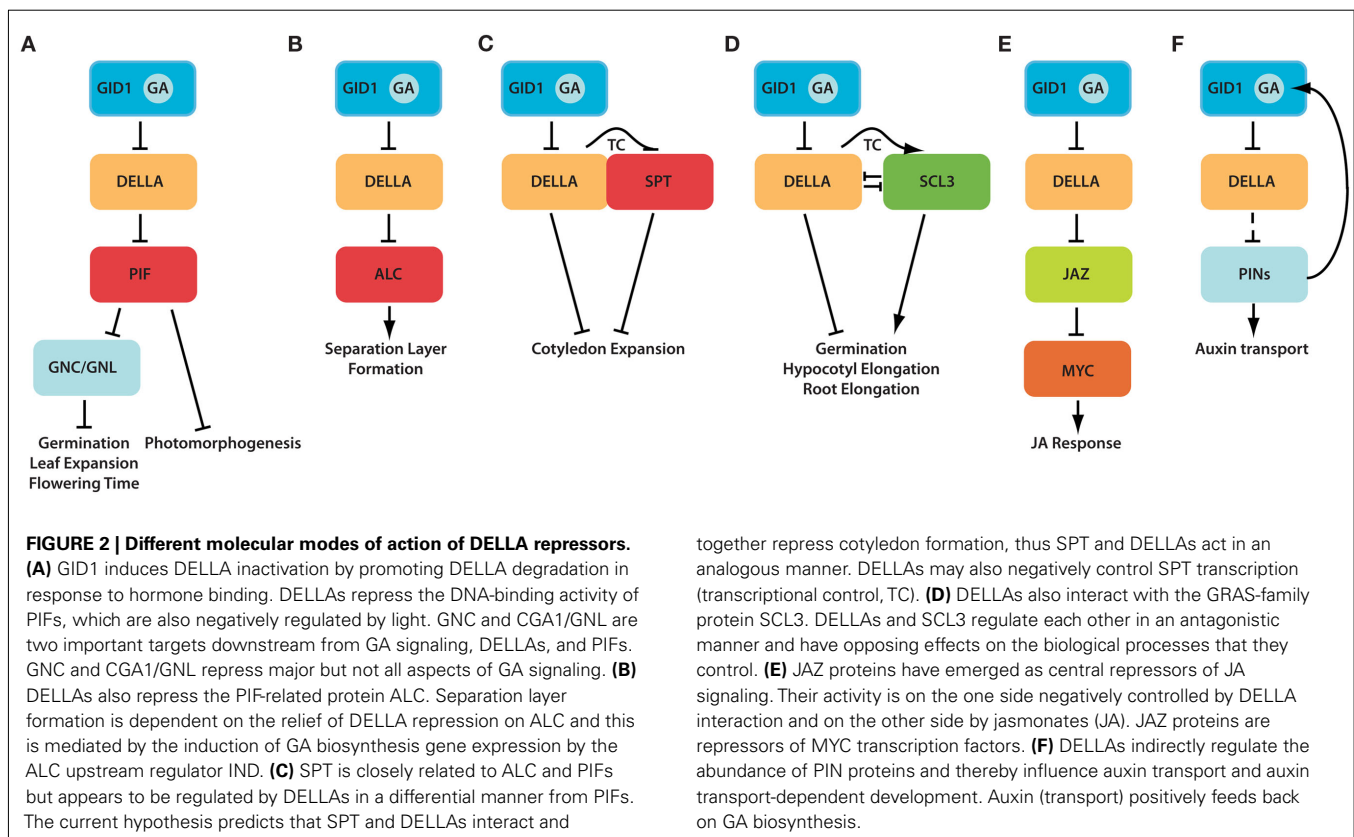 A
B
C
D
E
F
GID1 GA
GID1 GA
GID1 GA
GID1 GA
GID1 GA
GID1 GA
TC
TC
DELLA
DELLA
DELLA
SPT
DELLA
SCL3
DELLA
DELLA
PIF
ALC
JAZ
PINs
GNC/GNL
Separation Layer
Formation
Cotyledon Expansion
Germination
Hypocotyl Elongation
Root Elongation
MYC
Auxin transport
Germination
Leaf Expansion
Flowering Time
Photomorphogenesis
JA Response
FIGURE 2 | Different molecular modes of action of DELLA repressors.
(A) GID1 induces DELLA inactivation by promoting DELLA degradation in
response to hormone binding. DELLAs repress the DNA-binding activity of
PIFs, which are also negatively regulated by light. GNC and CGA1/GNL are
two important targets downstream from GA signaling, DELLAs, and PIFs.
GNC and CGA1/GNL repress major but not all aspects of GA signaling. (B)
DELLAs also repress the PIF-related protein ALC. Separation layer
formation is dependent on the relief of DELLA repression on ALC and this
is mediated by the induction of GA biosynthesis gene expression by the
ALC upstream regulator IND. (C) SPT is closely related to ALC and PIFs
but appears to be regulated by DELLAs in a differential manner from PIFs.
The current hypothesis predicts that SPT and DELLAs interact and
together repress cotyledon formation, thus SPT and DELLAs act in an
analogous manner. DELLAs may also negatively control SPT transcription
(transcriptional control, TC). (D) DELLAs also interact with the GRAS-family
protein SCL3. DELLAs and SCL3 regulate each other in an antagonistic
manner and have opposing effects on the biological processes that they
control. (E) JAZ proteins have emerged as central repressors of JA
signaling. Their activity is on the one side negatively controlled by DELLA
interaction and on the other side by jasmonates (JA). JAZ proteins are
repressors of MYC transcription factors. (F) DELLAs indirectly regulate the
abundance of PIN proteins and thereby influence auxin transport and auxin
transport-dependent development. Auxin (transport) positively feeds back
on GA biosynthesis.